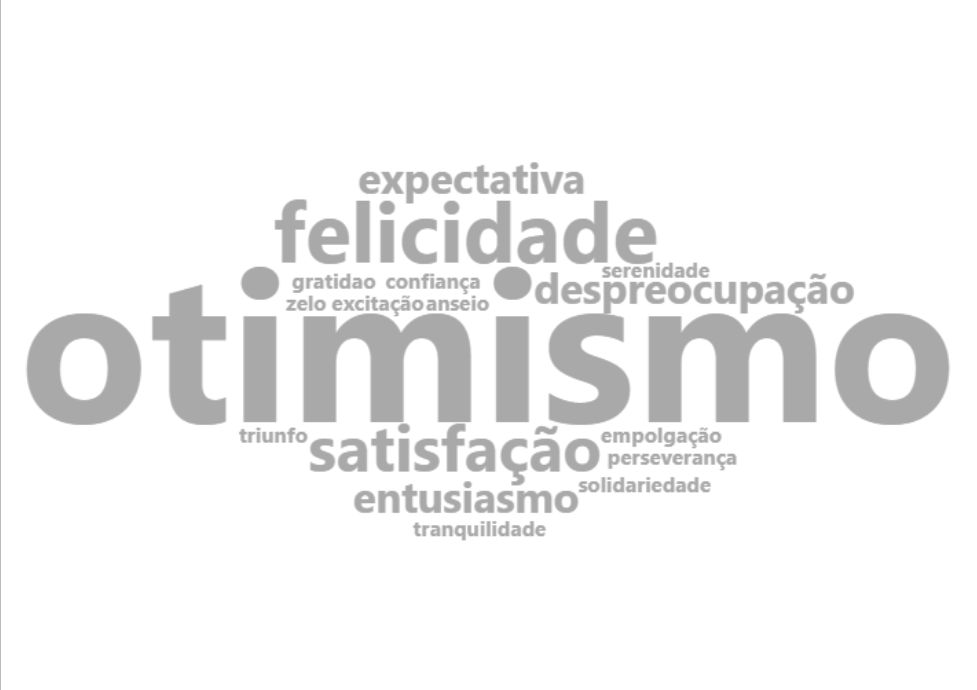 expectativa
felicidade
serenidade
gratidao confiança
despreocupação
zelo excitação anseio
otimismo
triunfo
satisfação
empolgação
perseverança
solidariedade
entusiasmo
tranquilidade